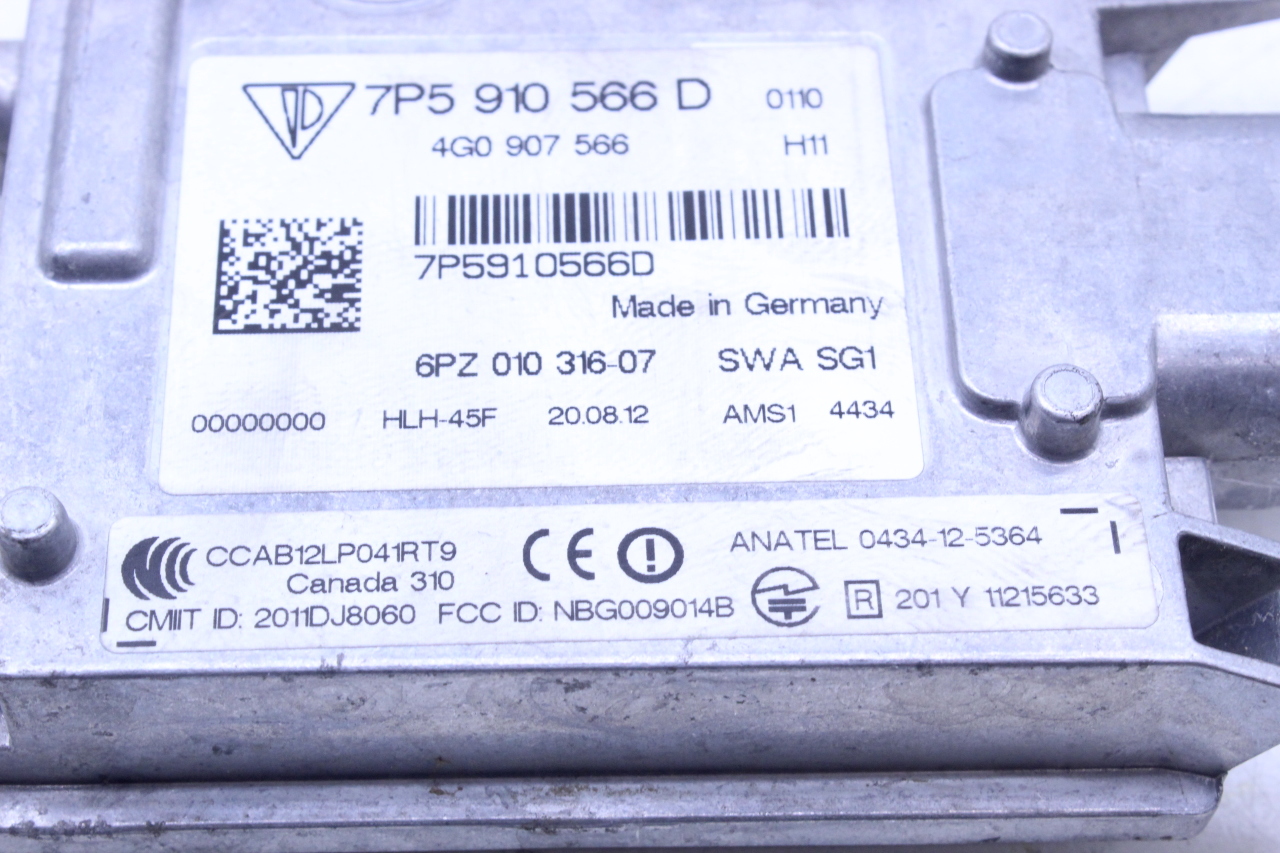 7P5 910 566 D 0110
4G0 907 566 H11
7P5910566D
Made in Germany
6PZ 010 316-07 SWA SG1
00000000 HLH-45F 20.08.12 AMS1 4434
CCAB12LP041RT9 CE ANATEL 0434-12-5364
Canada 310
CMIIT ID: 2011DJ8060 FCC ID: NBG009014B R 201 Y 11215633